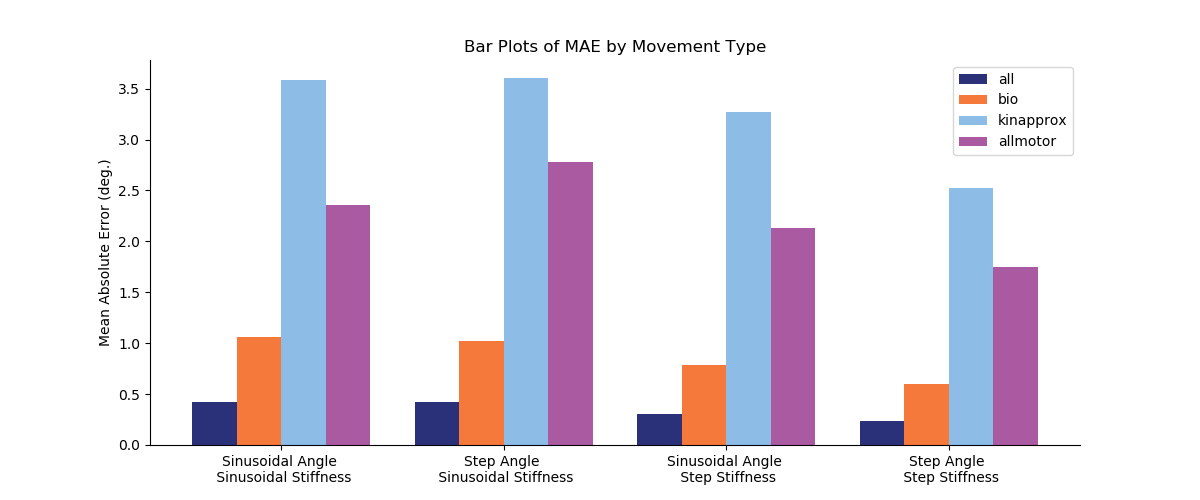 Bar Plots of MAE by Movement Type
all
bio
kinapprox
allmotor
Mean Absolute Error (deg.)
3.5
3.0
2.5
2.0
1.5
1.0
0.5
0.0
Sinusoidal Angle
Sinusoidal Stiffness
Step Angle
Sinusoidal Stiffness
Sinusoidal Angle
Step Stiffness
Step Angle
Step Stiffness